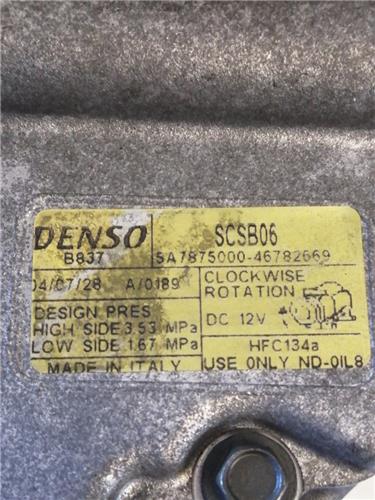 DENSO SCSB06
B837 5A7875000-46782669
04/07/28 A/0189 CLOCKWISE
ROTATION
DESIGN PRES DC 12V
HIGH SIDE 3.53 MPa
LOW SIDE 1.67 MPa HFC134a
MADE IN ITALY USE ONLY ND-OIL8